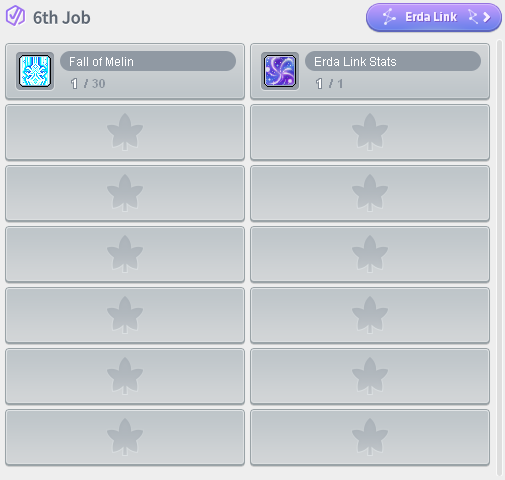 6th Job
Erda Link
Fall of Melin
1 / 30
Erda Link Stats
1 / 1